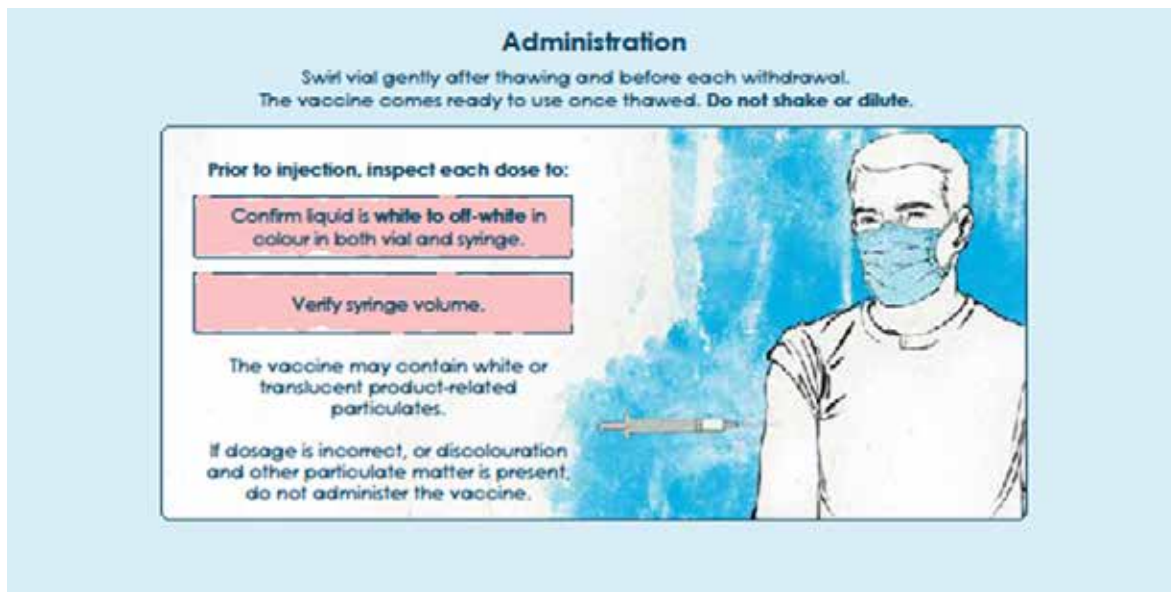 Administration
Swirl vial gently after thawing and before each withdrawal.
The vaccine comes ready to use once thawed. Do not shake or dilute.
Prior to injection, inspect each dose to:
Confirm liquid is white to off-white in
colour in both vial and syringe.
Verify syringe volume.
The vaccine may contain white or
translucent product-related
particulates.
If dosage is incorrect, or discolouration
and other particulate matter is present,
do not administer the vaccine.